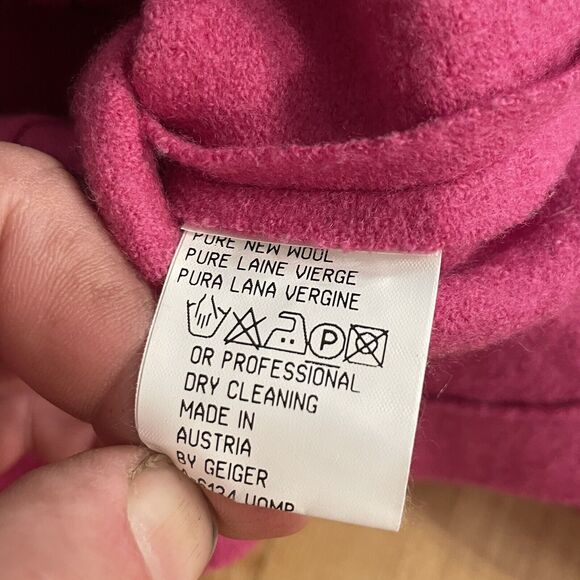 PURE NEW WOOL
PURE LAINE VIERGE
PURA LANA VERGINE
P
OR PROFESSIONAL
DRY CLEANING
MADE IN
AUSTRIA
BY GEIGER